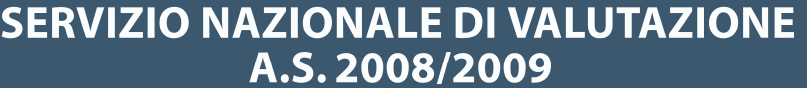 SERVIZIO NAZIONALE DI VALUTAZIONE
A.S. 2008/2009